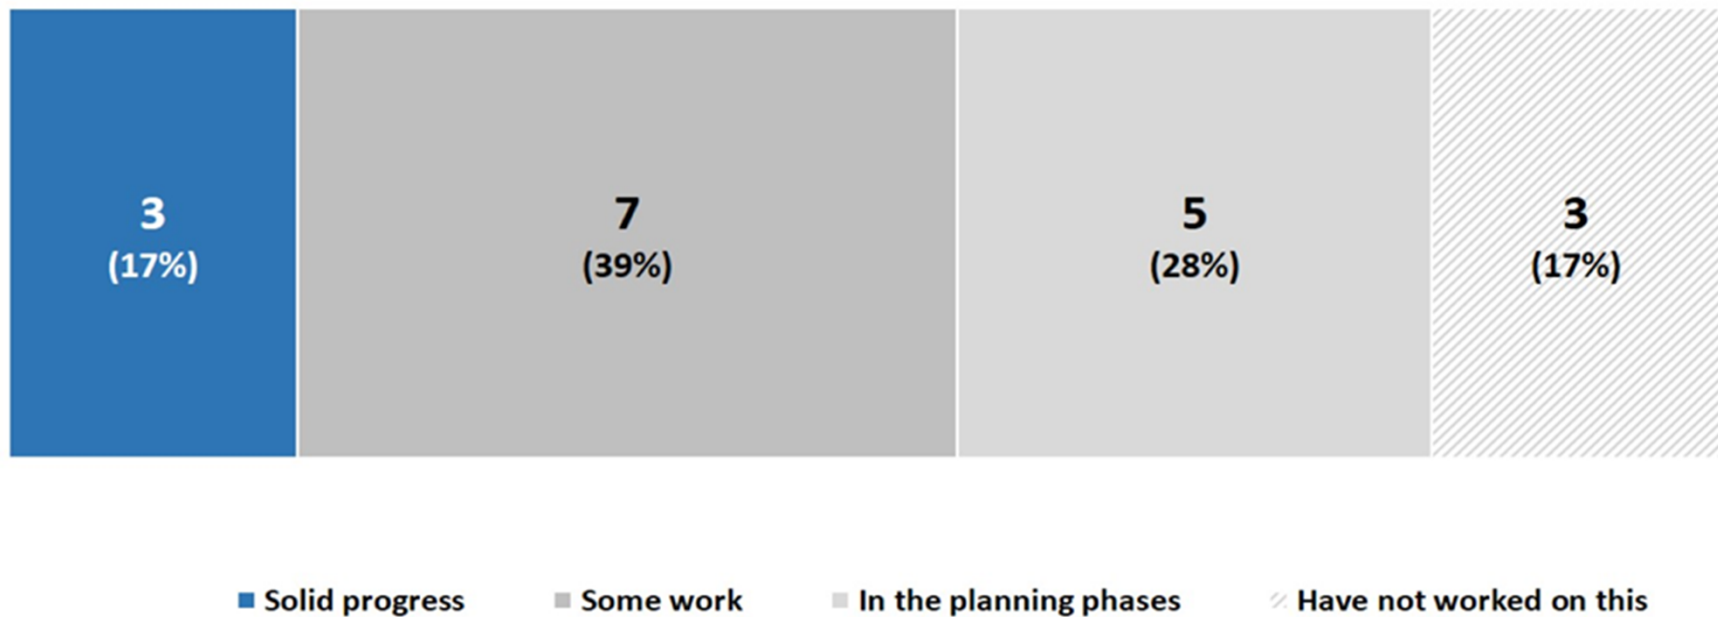 3 7 5 3
(17%) (39%) (28%) (17%)
Solid progress Some work In the planning phases Have not worked on this